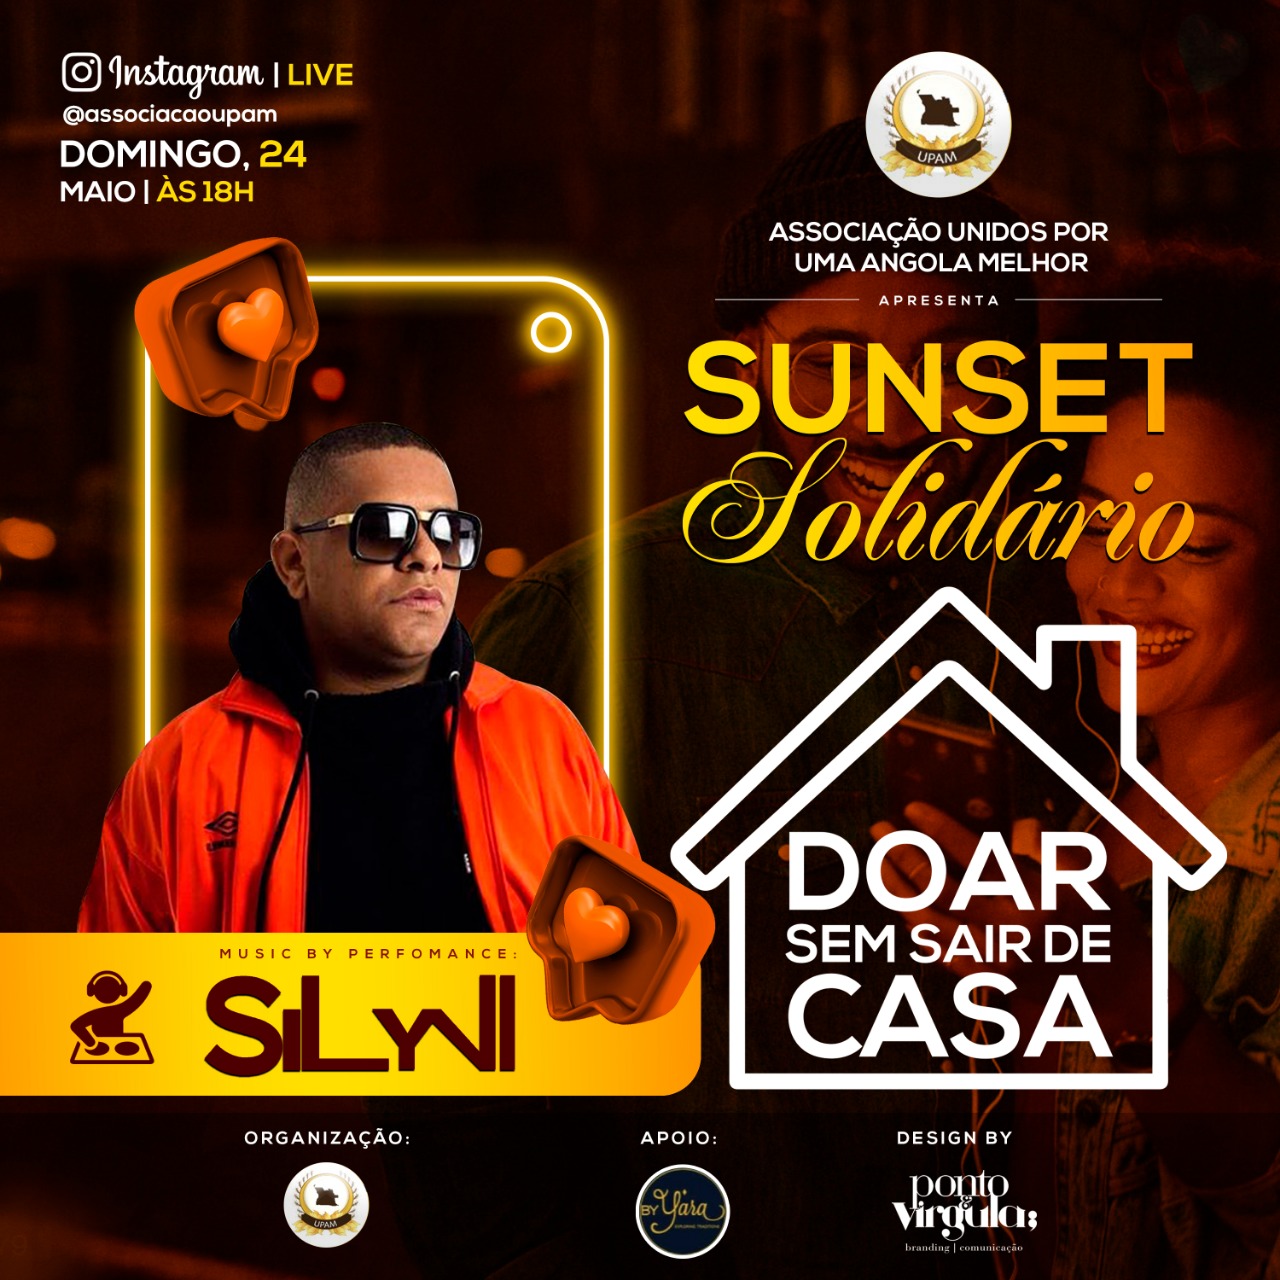 Instagram | LIVE
@associacaoupam
DOMINGO, 24
MAIO | ÀS 18H
UPAM
ASSOCIAÇÃO UNIDOS POR
UMA ANGOLA MELHOR
APRESENTA
SUNSET
Solidário
DOAR
SEM SAIR DE
CASA
MUSIC BY PERFOMANCE:
SiLyVI
ORGANIZAÇÃO:
UPAM
APOIO:
BY Yara
DESIGN BY
ponto
&
virgula;
branding | comunicação